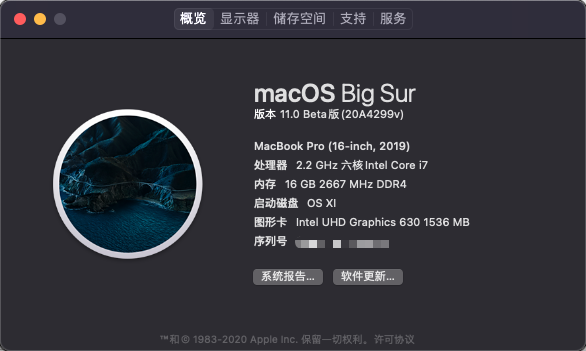 概览 显示器 储存空间 支持 服务
macOS Big Sur
版本 11.0 Beta版 (20A4299v)
MacBook Pro (16-inch, 2019)
处理器 2.2 GHz 六核Intel Core i7
内存 16 GB 2667 MHz DDR4
启动磁盘 OS XI
图形卡 Intel UHD Graphics 630 1536 MB
序列号
系统报告... 软件更新...
™和© 1983-2020 Apple Inc. 保留一切权利。许可协议